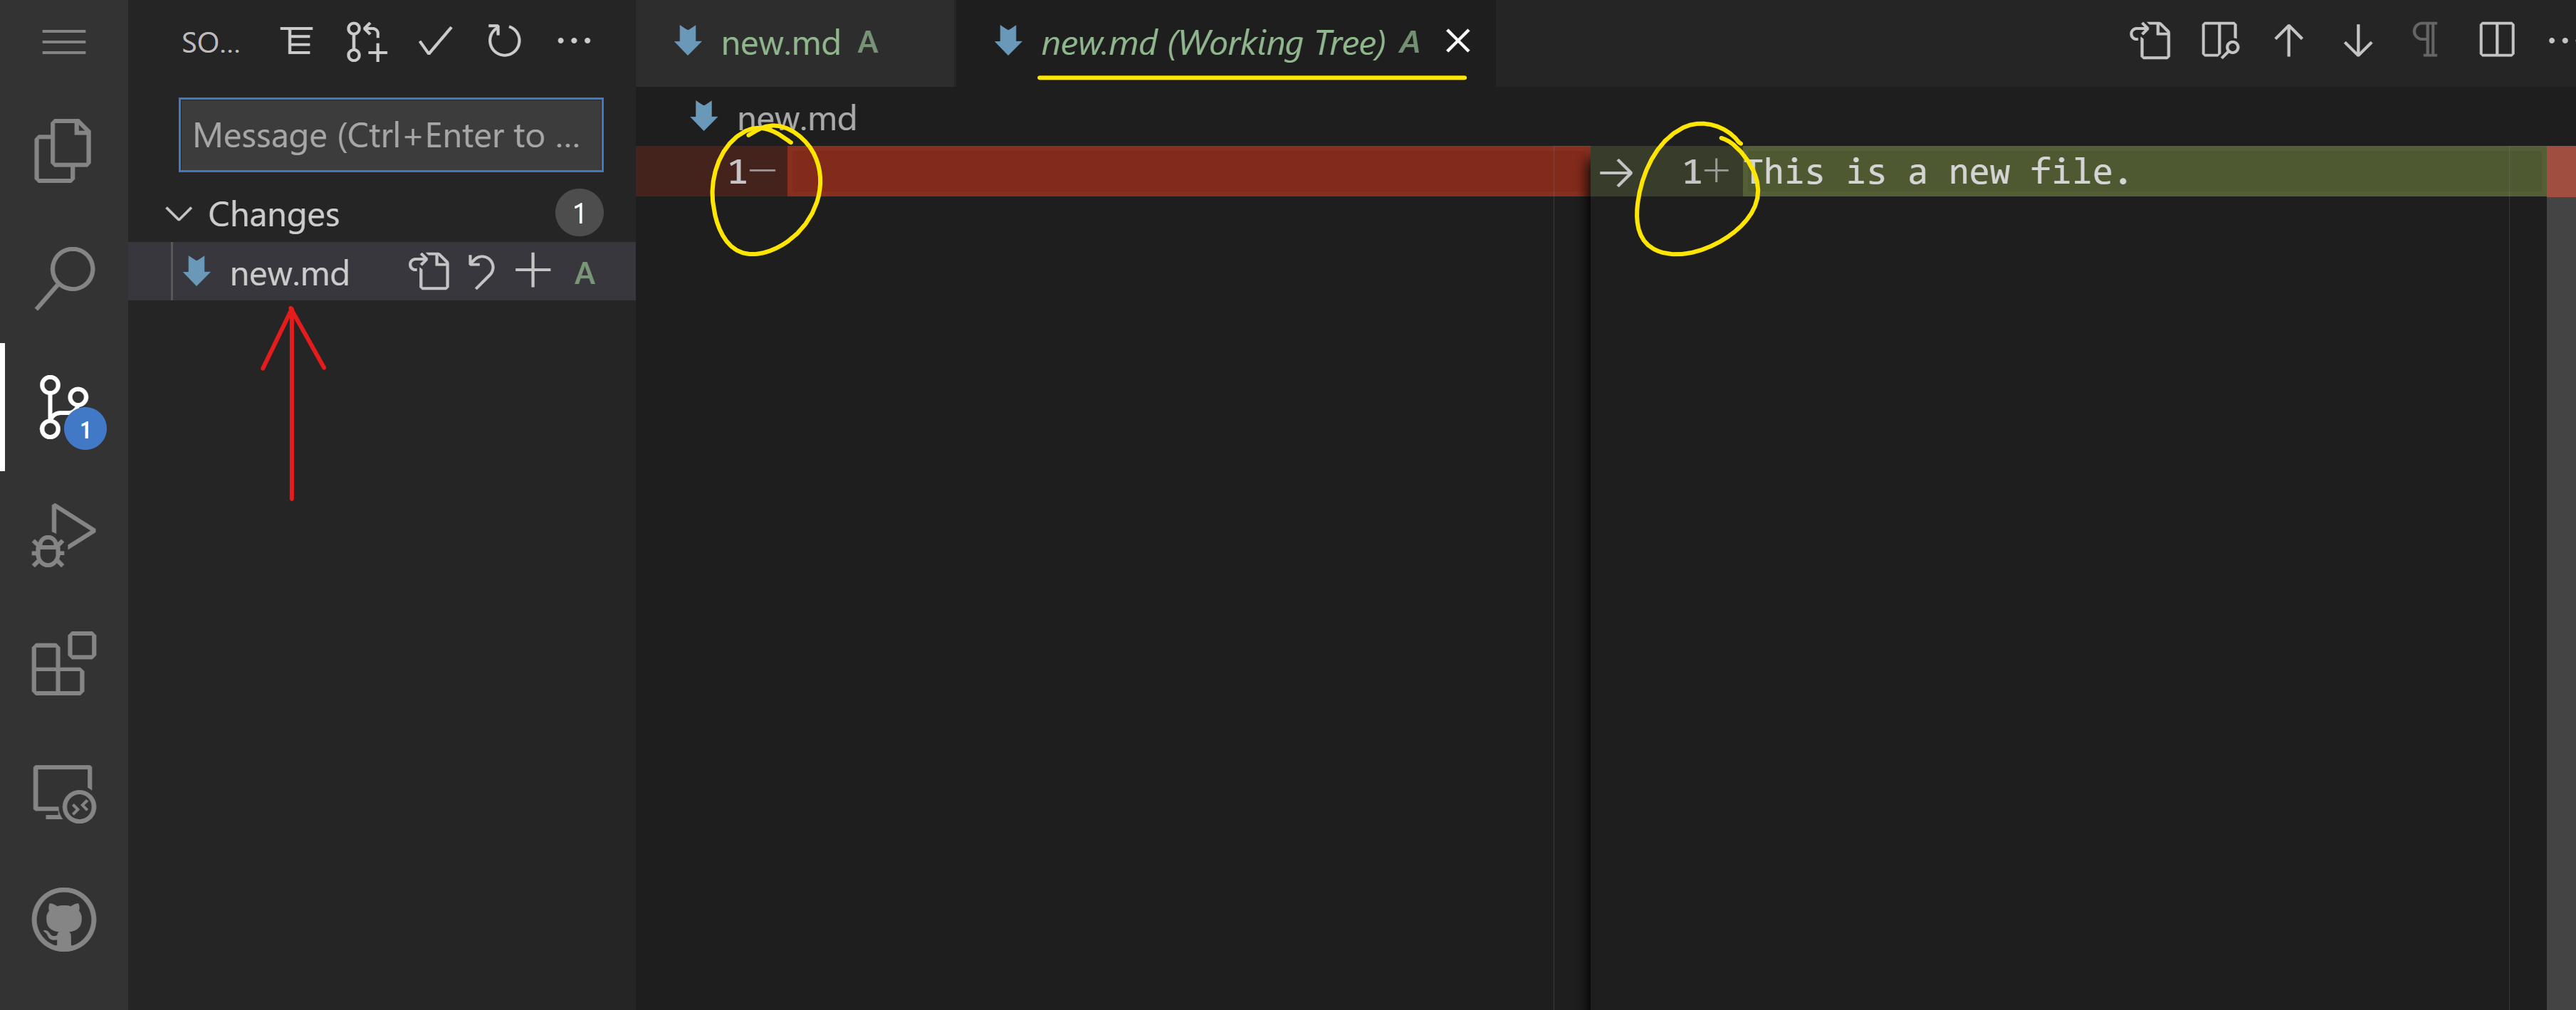 SO...
new.md A
new.md (Working Tree) A
new.md
Message (Ctrl+Enter to ...
1−
1+ This is a new file.
Changes 1
new.md A
1